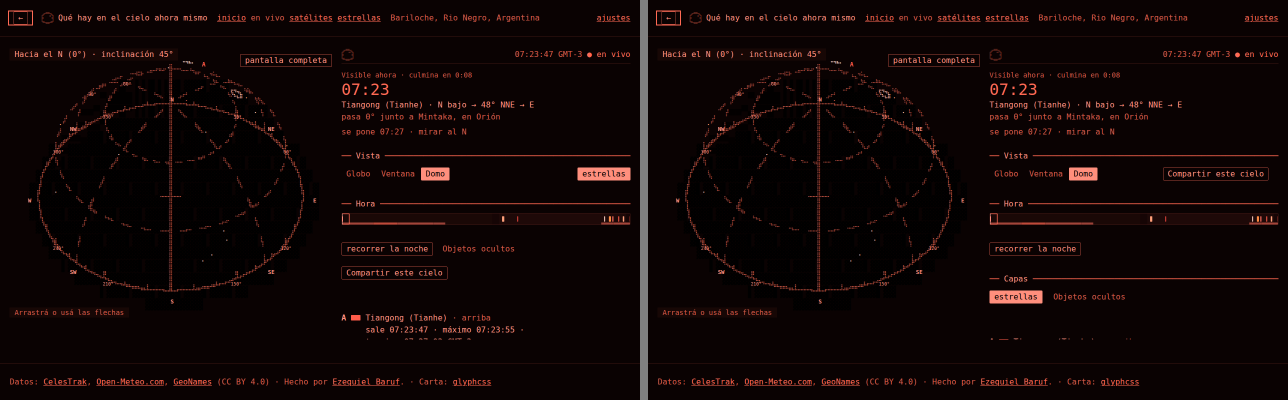 ← Qué hay en el cielo ahora mismo inicio en vivo satélites estrellas Bariloche, Rio Negro, Argentina ajustes
Hacia el N (0°) · inclinación 45°
pantalla completa
A
N
NW
NE
W
E
SW
SE
S
210°
150°
Arrastrá o usá las flechas
07:23:47 GMT-3 ● en vivo
Visible ahora · culmina en 0:08
07:23
Tiangong (Tianhe) · N bajo → 48° NNE → E
pasa 0° junto a Mintaka, en Orión
se pone 07:27 · mirar al N
Vista
Globo Ventana Domo estrellas
Hora
recorrer la noche Objetos ocultos
Compartir este cielo
A Tiangong (Tianhe) · arriba
sale 07:23:47 · máximo 07:23:55 ·
Datos: CelesTrak, Open-Meteo.com, GeoNames (CC BY 4.0) · Hecho por Ezequiel Baruf. · Carta: glyphcss
← Qué hay en el cielo ahora mismo inicio en vivo satélites estrellas Bariloche, Rio Negro, Argentina ajustes
Hacia el N (0°) · inclinación 45°
pantalla completa
A
N
NW
NE
W
E
SW
SE
S
210°
150°
Arrastrá o usá las flechas
07:23:47 GMT-3 ● en vivo
Visible ahora · culmina en 0:08
07:23
Tiangong (Tianhe) · N bajo → 48° NNE → E
pasa 0° junto a Mintaka, en Orión
se pone 07:27 · mirar al N
Vista
Globo Ventana Domo Compartir este cielo
Hora
recorrer la noche
Capas
estrellas Objetos ocultos
Datos: CelesTrak, Open-Meteo.com, GeoNames (CC BY 4.0) · Hecho por Ezequiel Baruf. · Carta: glyphcss